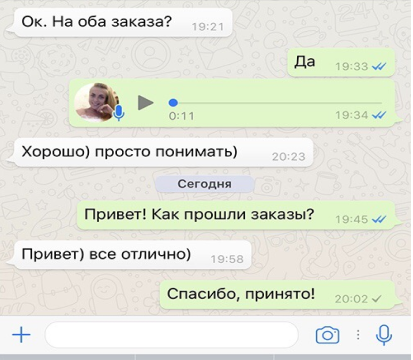 Ок. На оба заказа? 19:21
Да 19:33
0:11 19:34
Хорошо) просто понимать) 20:23
Сегодня
Привет! Как прошли заказы? 19:45
Привет) все отлично) 19:58
Спасибо, принято! 20:02